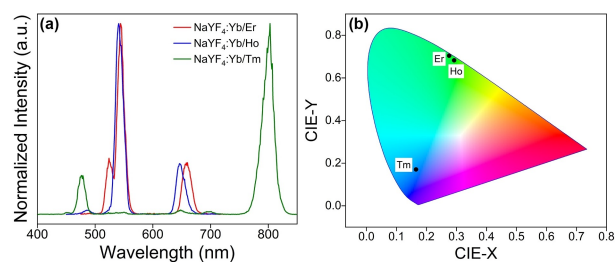 (a)
NaYF4:Yb/Er
NaYF4:Yb/Ho
NaYF4:Yb/Tm
Normalized Intensity (a.u.)
400 500 600 700 800
Wavelength (nm)
(b)
Er
Ho
Tm
CIE-Y
0.8
0.6
0.4
0.2
0.0
0.0 0.1 0.2 0.3 0.4 0.5 0.6 0.7 0.8
CIE-X